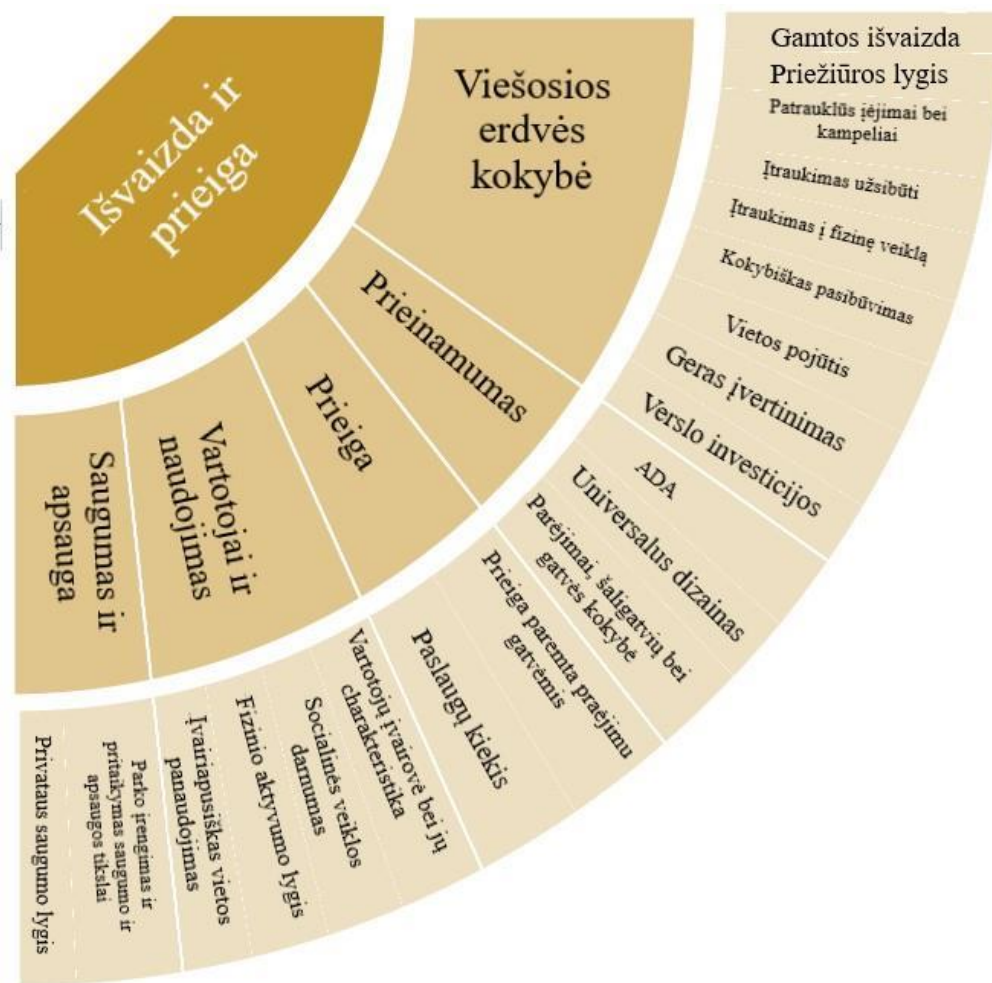 Išvaizda ir
prieiga
Viešosios
erdvės
kokybė
Prieinamumas
Prieiga
Vartotojai ir
naudojimas
Saugumas ir
apsauga
Gamtos išvaizda
Priežiūros lygis
Patrauklūs įėjimai bei
kampeliai
Įtraukimas užsibūti
Įtraukimas į fizinę veiklą
Kokybiškas pasibūvimas
Vietos pojūtis
Geras įvertinimas
Verslo investicijos
ADA
Universalus dizainas
Parėjimai, šaligatvių bei
gatvės kokybė
Prieiga paremta praėjimu
gatvėmis
Paslaugų kiekis
Vartotojų įvairovė bei jų
charakteristika
Socialinės veiklos
darnumas
Fizinio aktyvumo lygis
Įvairiapusiškas vietos
panaudojimas
Parko įrengimas ir
pritaikymas saugumo ir
apsaugos tikslai
Privataus saugumo lygis